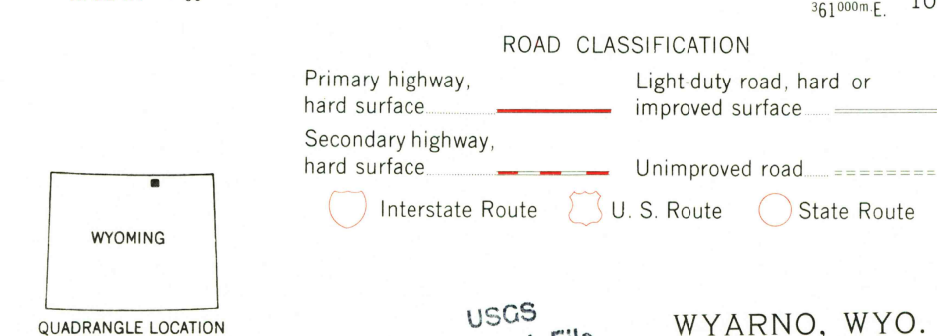 361000m.E. 10
ROAD CLASSIFICATION
Primary highway,
hard surface
Light-duty road, hard or
improved surface
Secondary highway,
hard surface
Unimproved road
Interstate Route
U. S. Route
State Route
WYOMING
QUADRANGLE LOCATION
USGS
WYARNO, WYO.